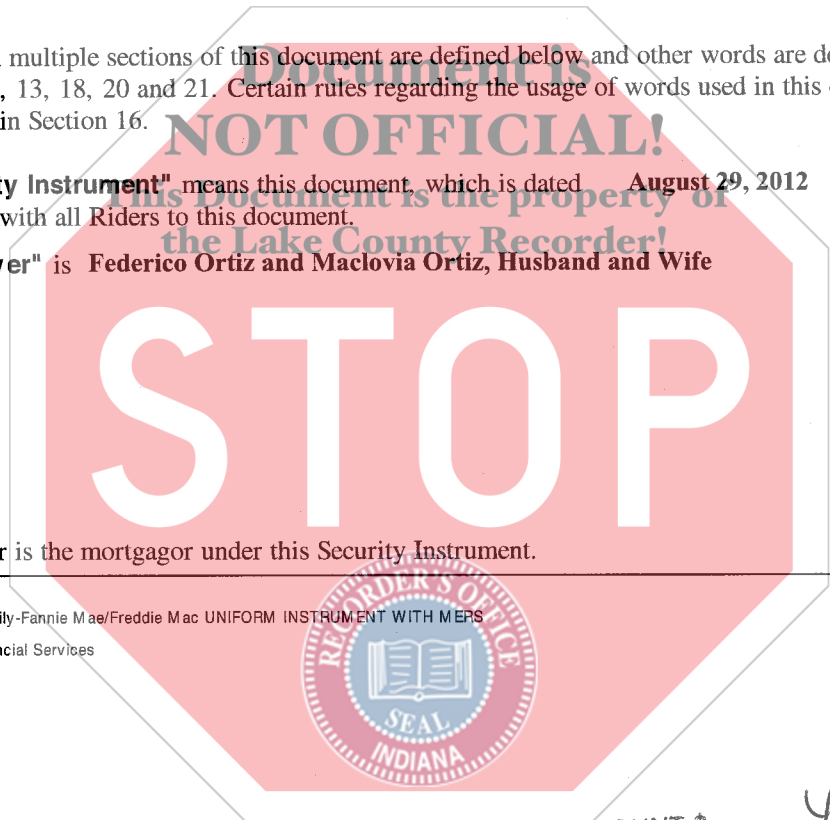 multiple sections of this document are defined below and other words are
, 13, 18, 20 and 21. Certain rules regarding the usage of words used in this
in Section 16.
Document is
NOT OFFICIAL!
This Document is the property of
the Lake County Recorder!
ty Instrument" means this document, which is dated August 29, 2012
with all Riders to this document.
er" is Federico Ortiz and Maclovia Ortiz, Husband and Wife
STOP
r is the mortgagor under this Security Instrument.
ily-Fannie Mae/Freddie Mac UNIFORM INSTRUMENT WITH MERS
ncial Services
RECORDER'S OFFICE
SEAL
INDIANA